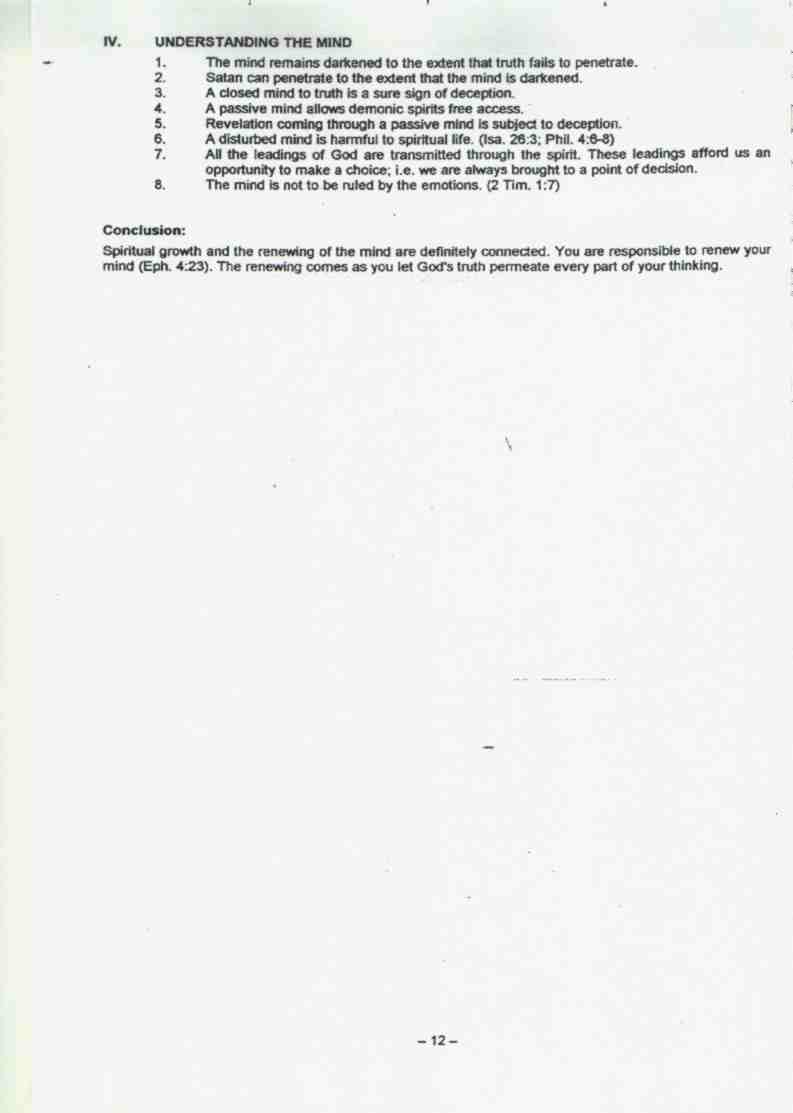 IV. UNDERSTANDING THE MIND
1. The mind remains darkened to the extent that truth fails to penetrate.
2. Satan can penetrate to the extent that the mind is darkened.
3. A closed mind to truth is a sure sign of deception.
4. A passive mind allows demonic spirits free access.
5. Revelation coming through a passive mind is subject to deception.
6. A disturbed mind is harmful to spiritual life. (Isa. 26:3; Phil. 4:6-8)
7. All the leadings of God are transmitted through the spirit. These leadings afford us an
opportunity to make a choice; i.e. we are always brought to a point of decision.
8. The mind is not to be ruled by the emotions. (2 Tim. 1:7)
Conclusion:
Spiritual growth and the renewing of the mind are definitely connected. You are responsible to renew your
mind (Eph. 4:23). The renewing comes as you let God's truth permeate every part of your thinking.
– 12 –